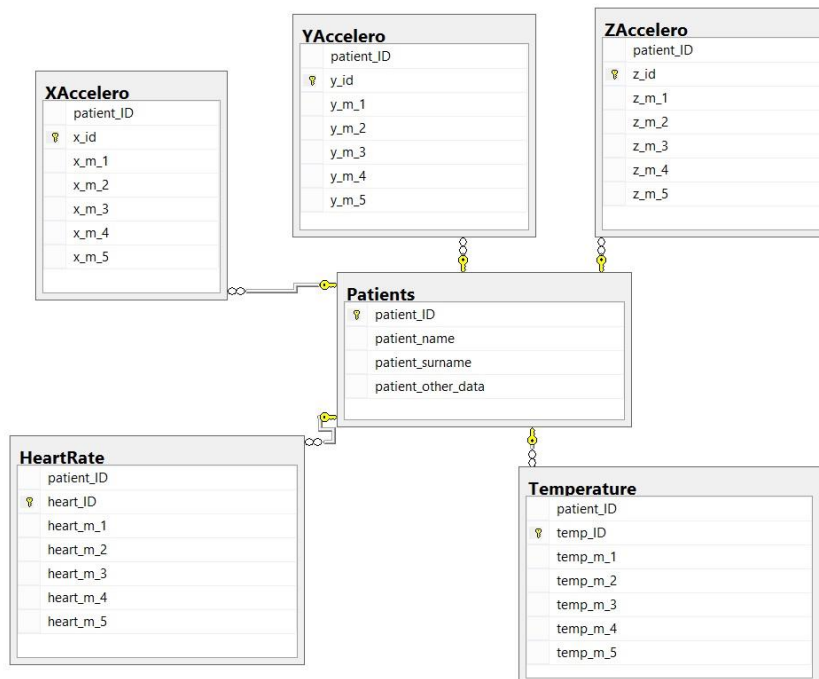 XAccelero
patient_ID
x_id
x_m_1
x_m_2
x_m_3
x_m_4
x_m_5
YAccelero
patient_ID
y_id
y_m_1
y_m_2
y_m_3
y_m_4
y_m_5
ZAccelero
patient_ID
z_id
z_m_1
z_m_2
z_m_3
z_m_4
z_m_5
Patients
patient_ID
patient_name
patient_surname
patient_other_data
HeartRate
patient_ID
heart_ID
heart_m_1
heart_m_2
heart_m_3
heart_m_4
heart_m_5
Temperature
patient_ID
temp_ID
temp_m_1
temp_m_2
temp_m_3
temp_m_4
temp_m_5